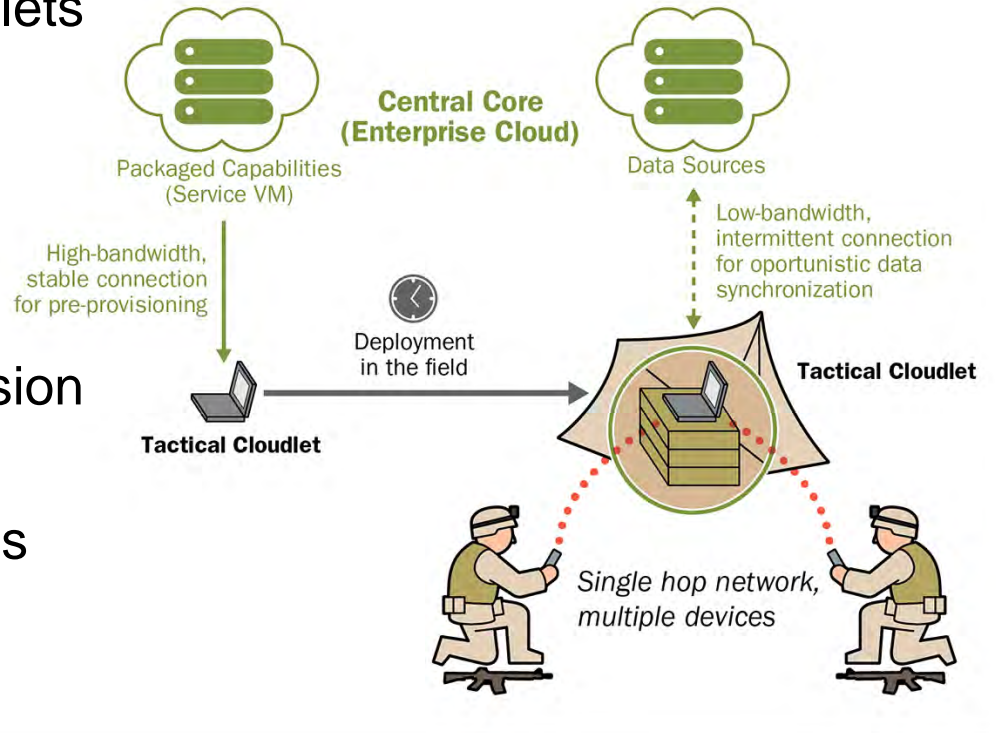 lets
Central Core
(Enterprise Cloud)
Packaged Capabilities
(Service VM)
Data Sources
High-bandwidth,
stable connection
for pre-provisioning
Low-bandwidth,
intermittent connection
for oportunistic data
synchronization
Deployment
in the field
sion
Tactical Cloudlet
Tactical Cloudlet
s
Single hop network,
multiple devices